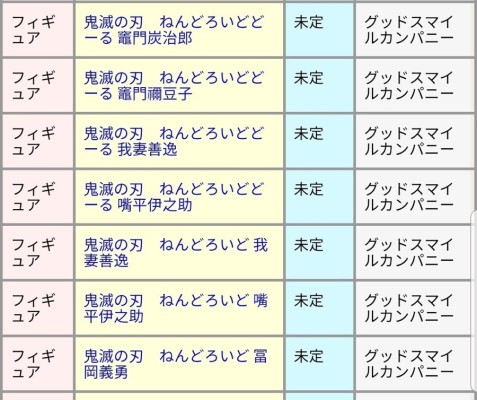 フィギ
ュア
鬼滅の刃　ねんどろいどど
ーる 竈門炭治郎
未定
グッドスマイ
ルカンパニー
フィギ
ュア
鬼滅の刃　ねんどろいどど
ーる 竈門禰豆子
未定
グッドスマイ
ルカンパニー
フィギ
ュア
鬼滅の刃　ねんどろいどど
ーる 我妻善逸
未定
グッドスマイ
ルカンパニー
フィギ
ュア
鬼滅の刃　ねんどろいどど
ーる 嘴平伊之助
未定
グッドスマイ
ルカンパニー
フィギ
ュア
鬼滅の刃　ねんどろいど 我
妻善逸
未定
グッドスマイ
ルカンパニー
フィギ
ュア
鬼滅の刃　ねんどろいど 嘴
平伊之助
未定
グッドスマイ
ルカンパニー
フィギ
ュア
鬼滅の刃　ねんどろいど 冨
岡義勇
未定
グッドスマイ
ルカンパニー